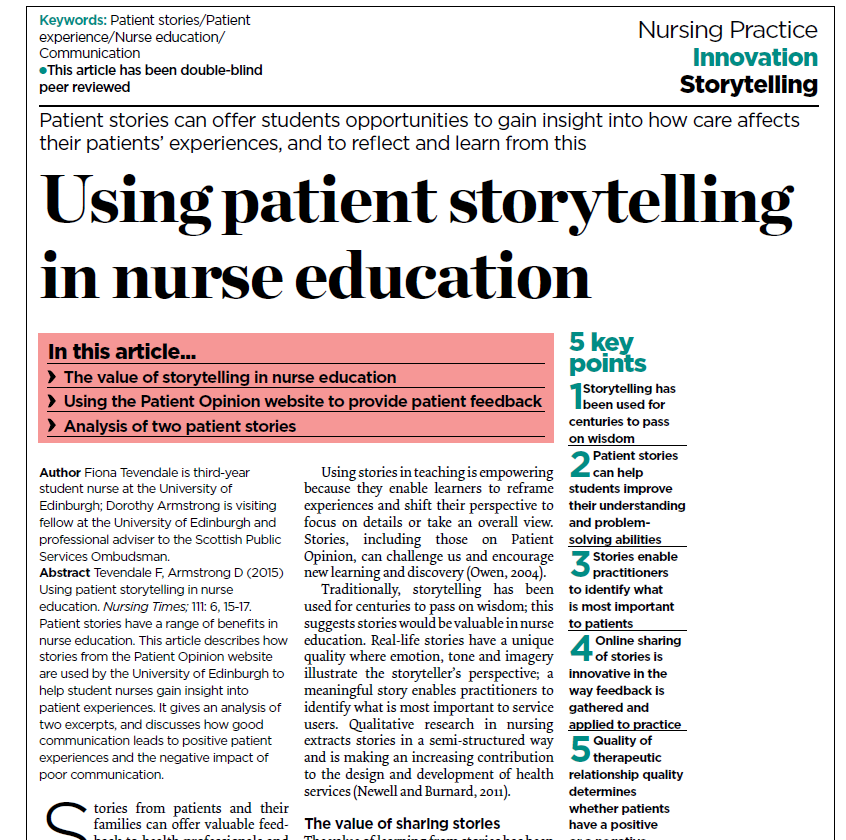 Keywords: Patient stories/Patient
experience/Nurse education/
Communication
●This article has been double-blind
peer reviewed
Nursing Practice
Innovation
Storytelling
Patient stories can offer students opportunities to gain insight into how care affects
their patients’ experiences, and to reflect and learn from this
Using patient storytelling
in nurse education
In this article...
❯ The value of storytelling in nurse education
❯ Using the Patient Opinion website to provide patient feedback
❯ Analysis of two patient stories
Author Fiona Tevendale is third-year
student nurse at the University of
Edinburgh; Dorothy Armstrong is visiting
fellow at the University of Edinburgh and
professional adviser to the Scottish Public
Services Ombudsman.
Abstract Tevendale F, Armstrong D (2015)
Using patient storytelling in nurse
education. Nursing Times; 111: 6, 15-17.
Patient stories have a range of benefits in
nurse education. This article describes how
stories from the Patient Opinion website
are used by the University of Edinburgh to
help student nurses gain insight into
patient experiences. It gives an analysis of
two excerpts, and discusses how good
communication leads to positive patient
experiences and the negative impact of
poor communication.
Stories from patients and their
families can offer valuable feed-
back to health professionals and
Using stories in teaching is empowering
because they enable learners to reframe
experiences and shift their perspective to
focus on details or take an overall view.
Stories, including those on Patient
Opinion, can challenge us and encourage
new learning and discovery (Owen, 2004).
Traditionally, storytelling has been
used for centuries to pass on wisdom; this
suggests stories would be valuable in nurse
education. Real-life stories have a unique
quality where emotion, tone and imagery
illustrate the storyteller’s perspective; a
meaningful story enables practitioners to
identify what is most important to service
users. Qualitative research in nursing
extracts stories in a semi-structured way
and is making an increasing contribution
to the design and development of health
services (Newell and Burnard, 2011).
The value of sharing stories
The value of learning from stories has been
5 key
points
1 Storytelling has
been used for
centuries to pass
on wisdom
2 Patient stories
can help
students improve
their understanding
and problem-
solving abilities
3 Stories enable
practitioners
to identify what
is most important
to patients
4 Online sharing
of stories is
innovative in the
way feedback is
gathered and
applied to practice
5 Quality of
therapeutic
relationship quality
determines
whether patients
have a positive
or a negative